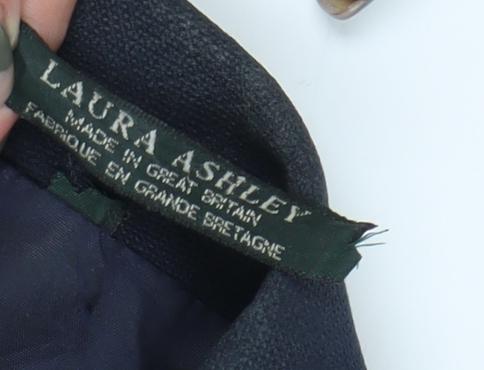 LAURA ASHLEY
MADE IN GREAT BRITAIN
FABRIQUE EN GRANDE BRETAGNE